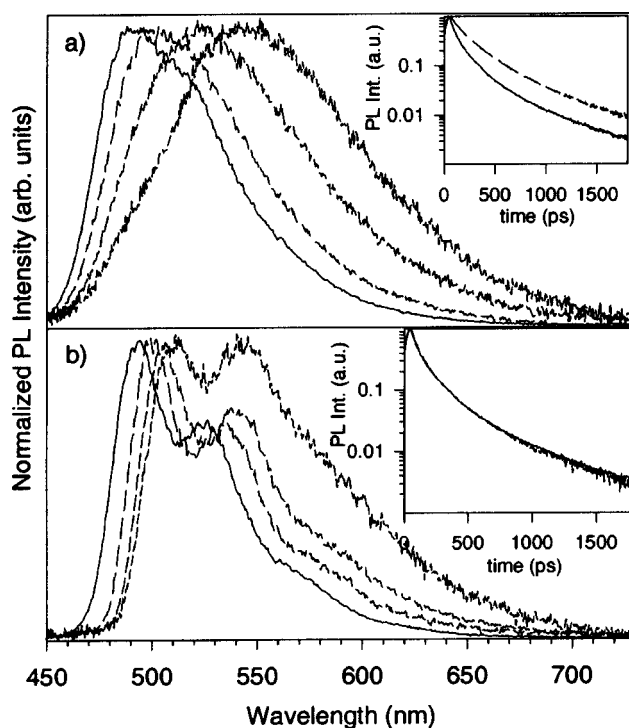 a)
PL Int. (a.u.)
0.1
0.01
0 500 1000 1500
time (ps)
b)
PL Int. (a.u.)
0.1
0.01
0 500 1000 1500
time (ps)
Normalized PL Intensity (arb. units)
450 500 550 600 650 700
Wavelength (nm)